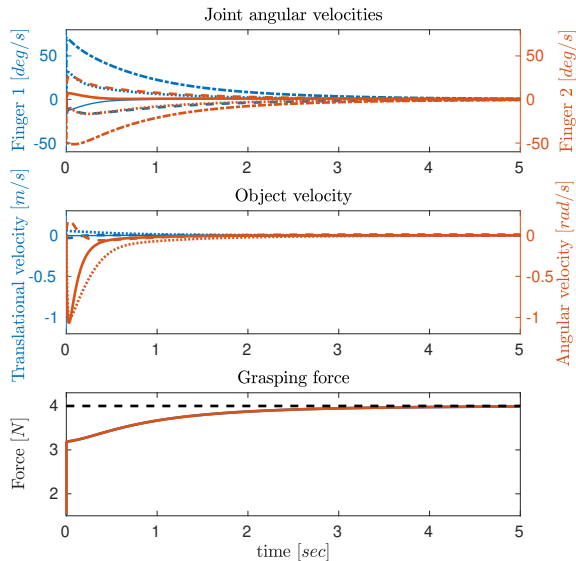 Joint angular velocities
Finger 1 [deg/s]
50
0
-50
50
0
-50
Finger 2 [deg/s]
0 1 2 3 4 5
Object velocity
Translational velocity [m/s]
0
-0.5
-1
0
-0.5
-1
Angular velocity [rad/s]
0 1 2 3 4 5
Grasping force
Force [N]
4
3
2
0 1 2 3 4 5
time [sec]